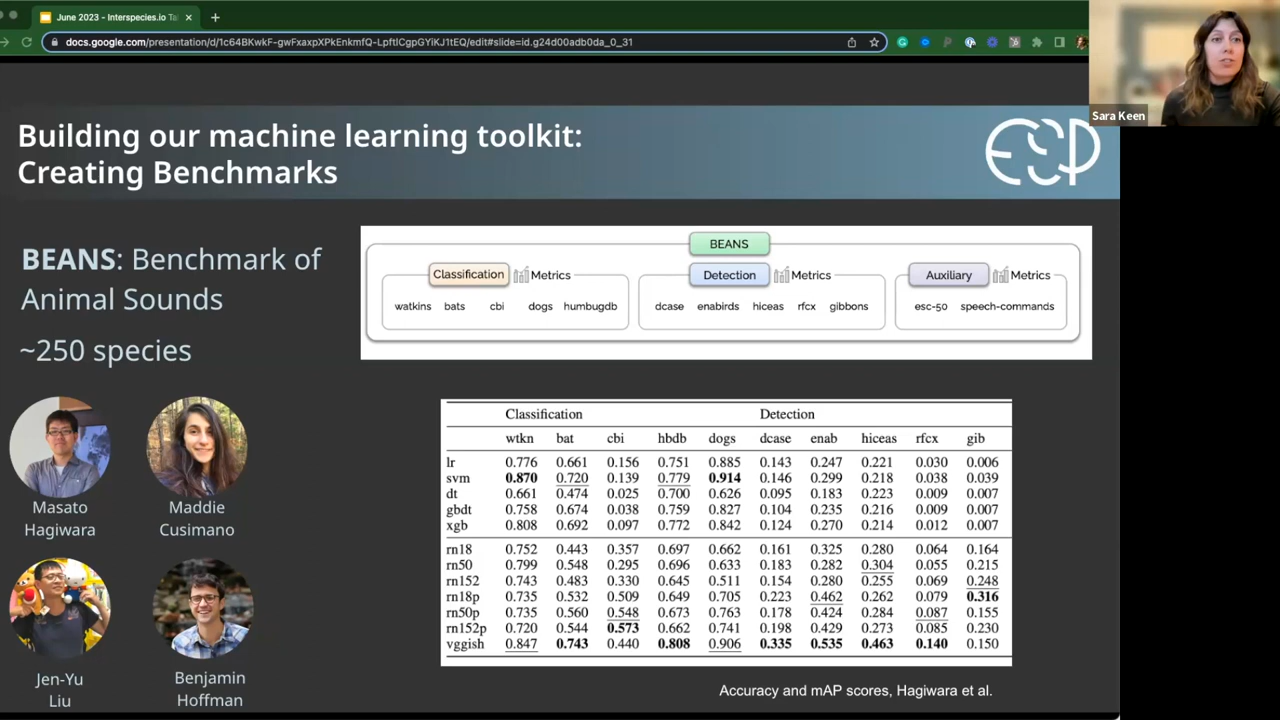 June 2023 - Interspecies.io Ta
docs.google.com/presentation/d/1c64BKwkF-gwFxaxpXPkEnkmfQ-LpftICgpGYiKJ1tEQ/edit#slide=id.g24d00adb0da_0_31
Sara Keen
Building our machine learning toolkit:
Creating Benchmarks
ESP
BEANS: Benchmark of
Animal Sounds
~250 species
BEANS
Classification Metrics
watkins bats cbi dogs humbugdb
Detection Metrics
dcase enabirds hiceas rfcx gibbons
Auxiliary Metrics
esc-50 speech-commands
Classification Detection
wtkn bat cbi hbdb dogs dcase enab hiceas rfcx gib
lr 0.776 0.661 0.156 0.751 0.885 0.143 0.247 0.221 0.030 0.006
svm 0.870 0.720 0.139 0.779 0.914 0.146 0.299 0.218 0.038 0.039
dt 0.661 0.474 0.025 0.700 0.626 0.095 0.183 0.223 0.009 0.007
gbdt 0.758 0.674 0.038 0.759 0.827 0.104 0.235 0.216 0.009 0.007
xgb 0.808 0.692 0.097 0.772 0.842 0.124 0.270 0.214 0.012 0.007
rn18 0.752 0.443 0.357 0.697 0.662 0.161 0.325 0.280 0.064 0.164
rn50 0.799 0.548 0.295 0.696 0.633 0.183 0.282 0.304 0.055 0.215
rn152 0.743 0.483 0.330 0.645 0.511 0.154 0.280 0.255 0.069 0.248
rn18p 0.735 0.532 0.509 0.649 0.705 0.223 0.462 0.262 0.079 0.316
rn50p 0.735 0.560 0.548 0.673 0.763 0.178 0.424 0.284 0.087 0.155
rn152p 0.720 0.544 0.573 0.662 0.741 0.198 0.429 0.273 0.085 0.230
vggish 0.847 0.743 0.440 0.808 0.906 0.335 0.535 0.463 0.140 0.150
Accuracy and mAP scores, Hagiwara et al.
Masato
Hagiwara
Maddie
Cusimano
Jen-Yu
Liu
Benjamin
Hoffman